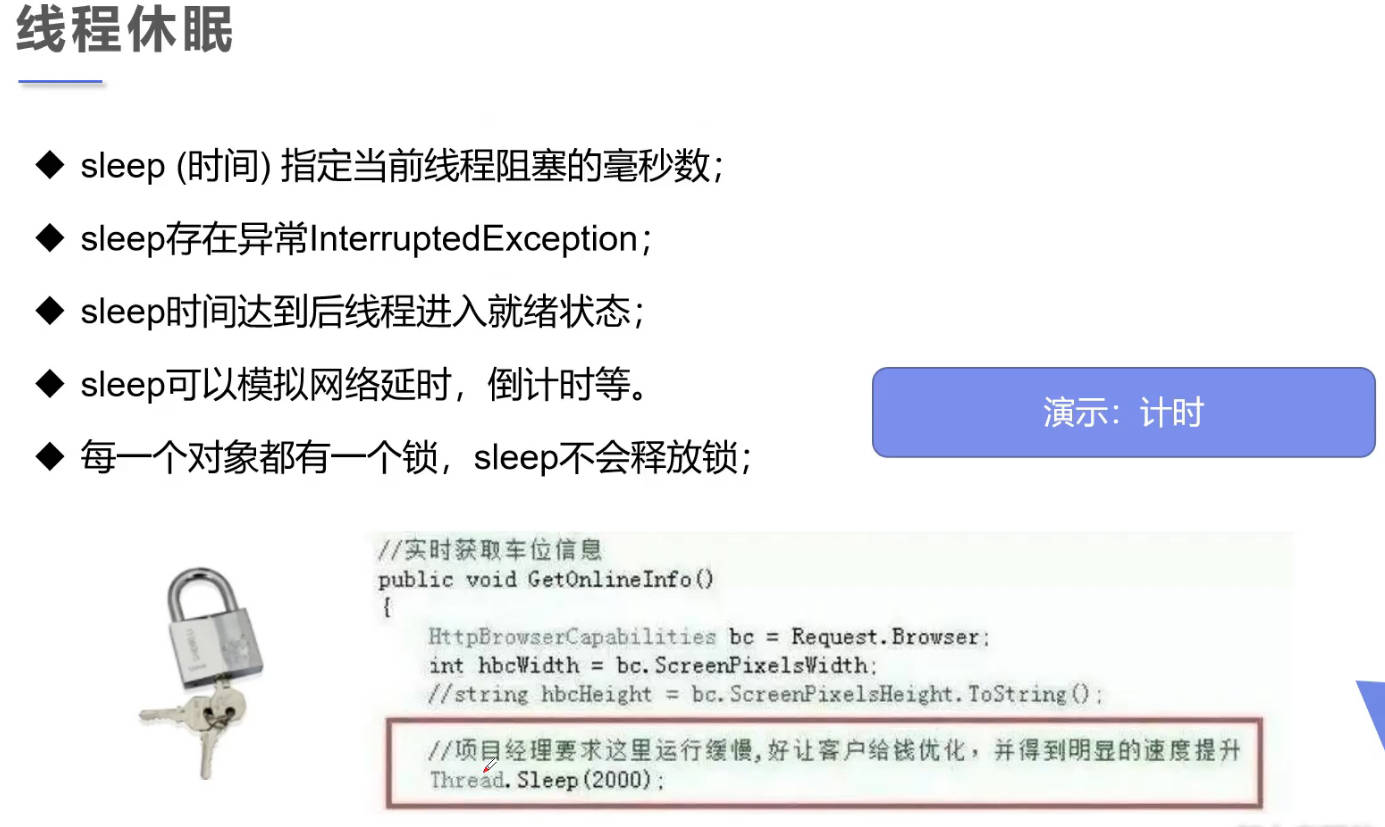 线程休眠
sleep (时间) 指定当前线程阻塞的毫秒数；
sleep存在异常InterruptedException；
sleep时间达到后线程进入就绪状态；
sleep可以模拟网络延时，倒计时等。
每一个对象都有一个锁，sleep不会释放锁；
演示：计时
//实时获取车位信息
public void GetOnlineInfo()
{
HttpBrowserCapabilities bc = Request.Browser;
int hbcWidth = bc.ScreenPixelsWidth;
//string hbcHeight = bc.ScreenPixelsHeight.ToString();
//项目经理要求这里运行缓慢,好让客户给钱优化，并得到明显的速度提升
Thread.Sleep(2000);